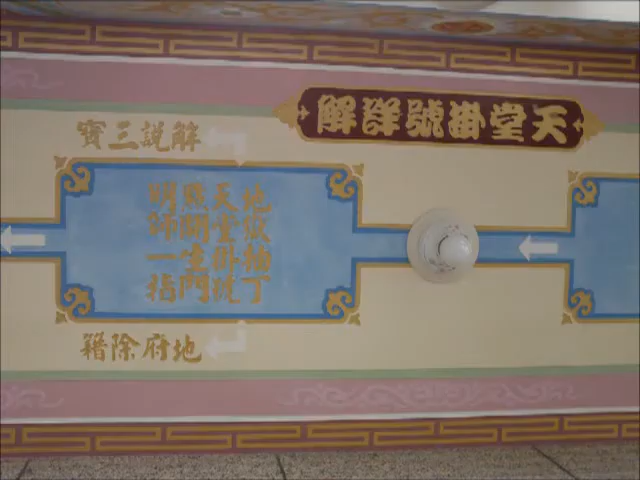 天堂掛號詳解
解說三寶
地獄抽丁
天堂掛號
點開生門
明師一指
地府除籍